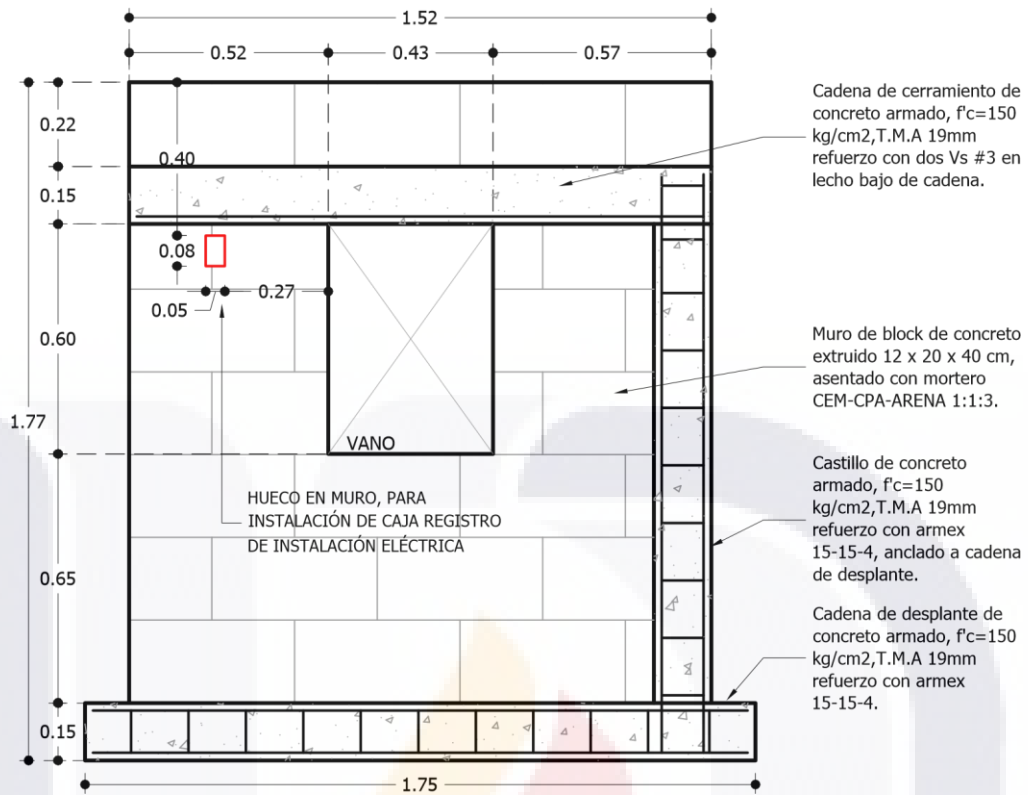 1.52
0.52
0.43
0.57
0.22
0.40
0.15
0.08
0.27
0.05
0.60
1.77
VANO
HUECO EN MURO, PARA
INSTALACIÓN DE CAJA REGISTRO
DE INSTALACIÓN ELÉCTRICA
0.65
0.15
1.75
Cadena de cerramiento de
concreto armado, f'c=150
kg/cm2,T.M.A 19mm
refuerzo con dos Vs #3 en
lecho bajo de cadena.
Muro de block de concreto
extruido 12 x 20 x 40 cm,
asentado con mortero
CEM-CPA-ARENA 1:1:3.
Castillo de concreto
armado, f'c=150
kg/cm2,T.M.A 19mm
refuerzo con armex
15-15-4, anclado a cadena
de desplante.
Cadena de desplante de
concreto armado, f'c=150
kg/cm2,T.M.A 19mm
refuerzo con armex
15-15-4.